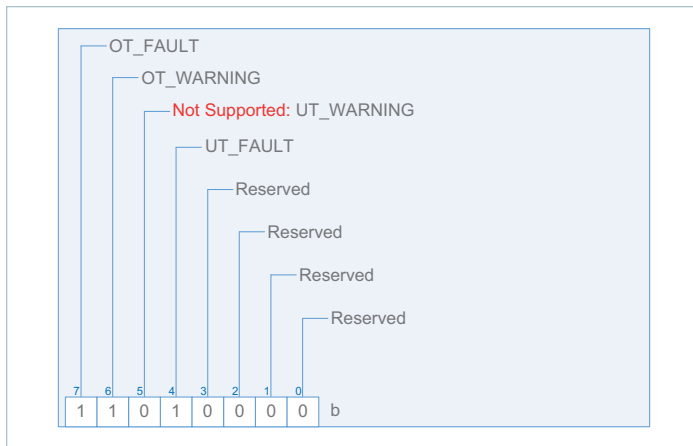 OT_FAULT
OT_WARNING
Not Supported: UT_WARNING
UT_FAULT
Reserved
Reserved
Reserved
Reserved
7 6 5 4 3 2 1 0
1 1 0 1 0 0 0 0 b